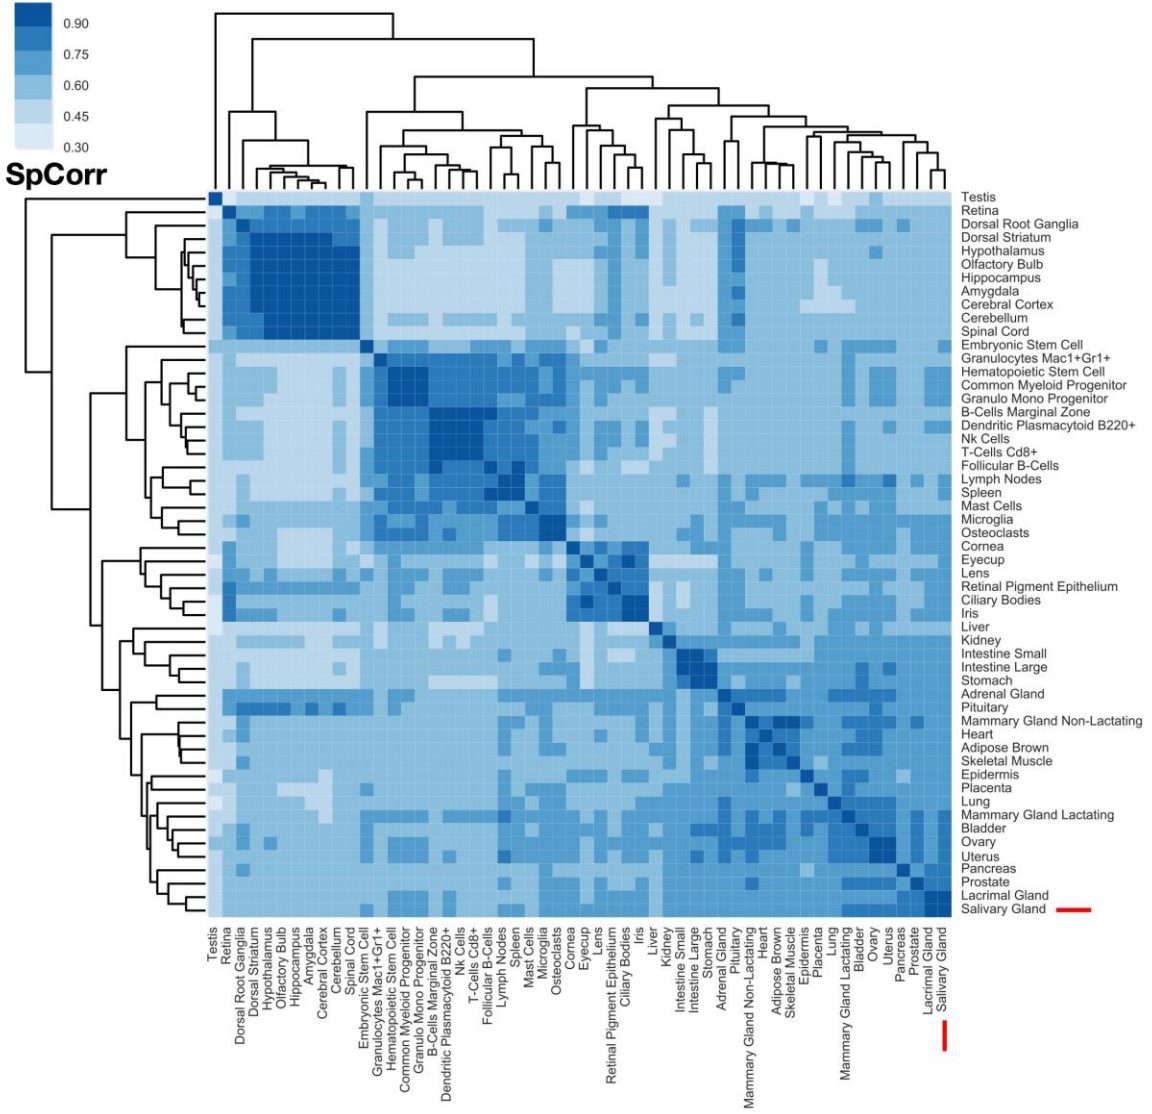 0.90
0.75
0.60
0.45
0.30
SpCorr
Testis
Retina
Dorsal Root Ganglia
Dorsal Striatum
Hypothalamus
Olfactory Bulb
Hippocampus
Amygdala
Cerebral Cortex
Cerebellum
Spinal Cord
Embryonic Stem Cell
Granulocytes Mac1+Gr1+
Hematopoietic Stem Cell
Common Myeloid Progenitor
Granulo Mono Progenitor
B-Cells Marginal Zone
Dendritic Plasmacytoid B220+
Nk Cells
T-Cells Cd8+
Follicular B-Cells
Lymph Nodes
Spleen
Mast Cells
Microglia
Osteoclasts
Cornea
Eyecup
Lens
Retinal Pigment Epithelium
Ciliary Bodies
Iris
Liver
Kidney
Intestine Small
Intestine Large
Stomach
Adrenal Gland
Pituitary
Mammary Gland Non-Lactating
Heart
Adipose Brown
Skeletal Muscle
Epidermis
Placenta
Lung
Mammary Gland Lactating
Bladder
Ovary
Uterus
Pancreas
Prostate
Lacrimal Gland
Salivary Gland
Testis
Retina
Dorsal Root Ganglia
Dorsal Striatum
Hypothalamus
Olfactory Bulb
Hippocampus
Amygdala
Cerebral Cortex
Cerebellum
Spinal Cord
Embryonic Stem Cell
Granulocytes Mac1+Gr1+
Hematopoietic Stem Cell
Common Myeloid Progenitor
Granulo Mono Progenitor
B-Cells Marginal Zone
Dendritic Plasmacytoid B220+
Nk Cells
T-Cells Cd8+
Follicular B-Cells
Lymph Nodes
Spleen
Mast Cells
Microglia
Osteoclasts
Cornea
Eyecup
Lens
Retinal Pigment Epithelium
Ciliary Bodies
Iris
Liver
Kidney
Intestine Small
Intestine Large
Stomach
Adrenal Gland
Pituitary
Mammary Gland Non-Lactating
Heart
Adipose Brown
Skeletal Muscle
Epidermis
Placenta
Lung
Mammary Gland Lactating
Bladder
Ovary
Uterus
Pancreas
Prostate
Lacrimal Gland
Salivary Gland